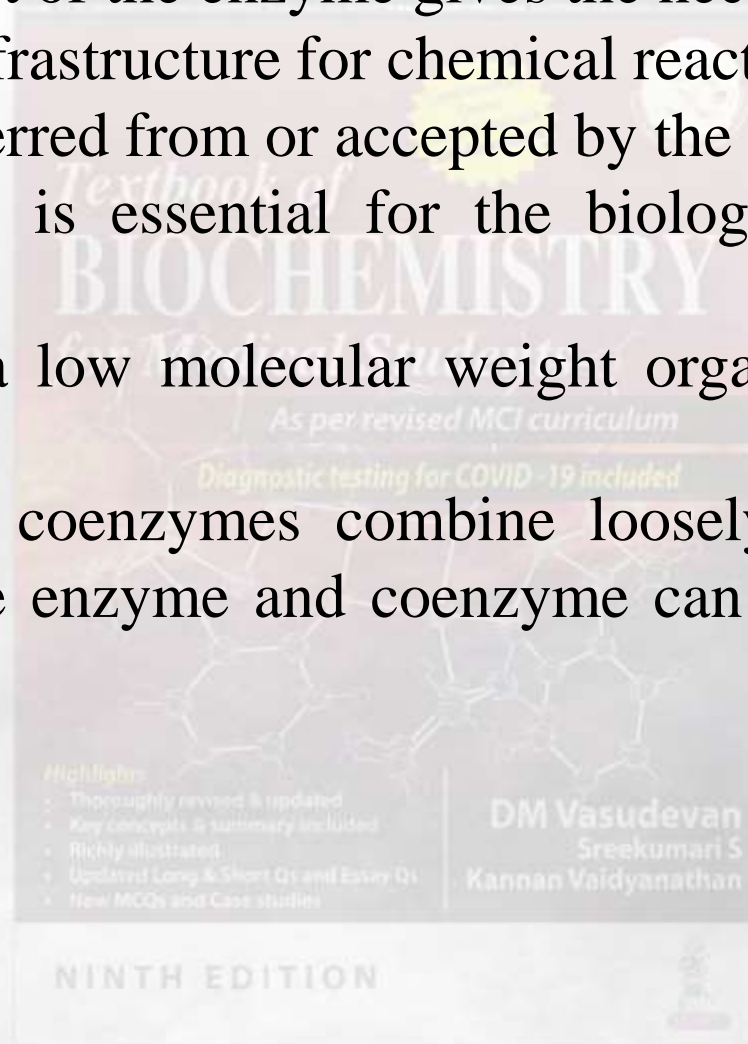 of the enzyme gives the
frastructure for chemical react
erred from or accepted by the
is essential for the biolog
Textbook of
BIOCHEMISTRY
for Medical Students
a low molecular weight orga
As per revised MCI curriculum
Diagnostic testing for COVID -19 included
coenzymes combine loosely
e enzyme and coenzyme can
Highlights
• Thoroughly revised & updated
• Key concepts & summary included
• Richly illustrated
• Updated Long & Short Qs and Essay Qs
• New MCQs and Case studies
DM Vasudevan
Sreekumari S
Kannan Vaidyanathan
NINTH EDITION